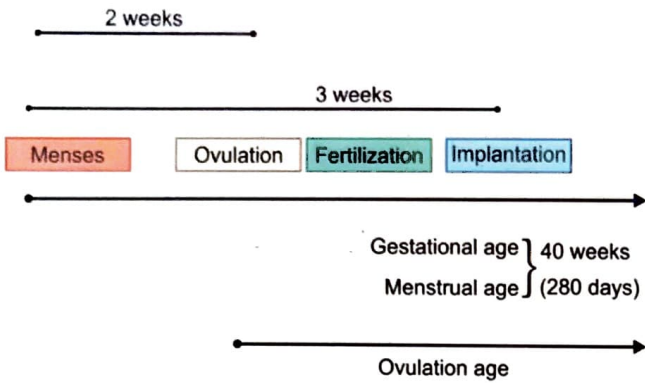 2 weeks
3 weeks
Menses Ovulation Fertilization Implantation
Gestational age } 40 weeks
Menstrual age } (280 days)
Ovulation age